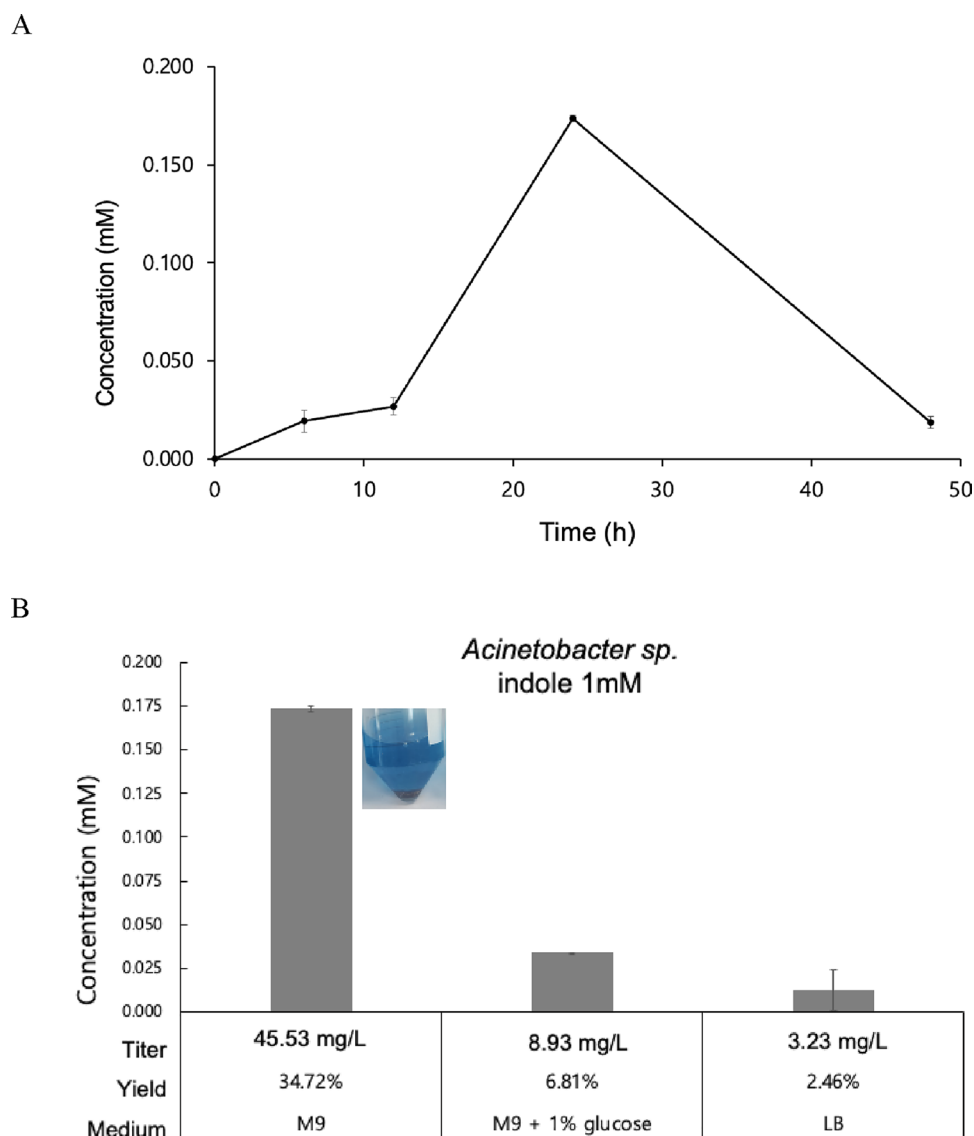 A
0.200
0.150
0.100
0.050
0.000
Concentration (mM)
0 10 20 30 40 50
Time (h)
B
Acinetobacter sp.
indole 1mM
0.200
0.175
0.150
0.125
0.100
0.075
0.050
0.025
0.000
Concentration (mM)
Titer 45.53 mg/L 8.93 mg/L 3.23 mg/L
Yield 34.72% 6.81% 2.46%
Medium M9 M9 + 1% glucose LB